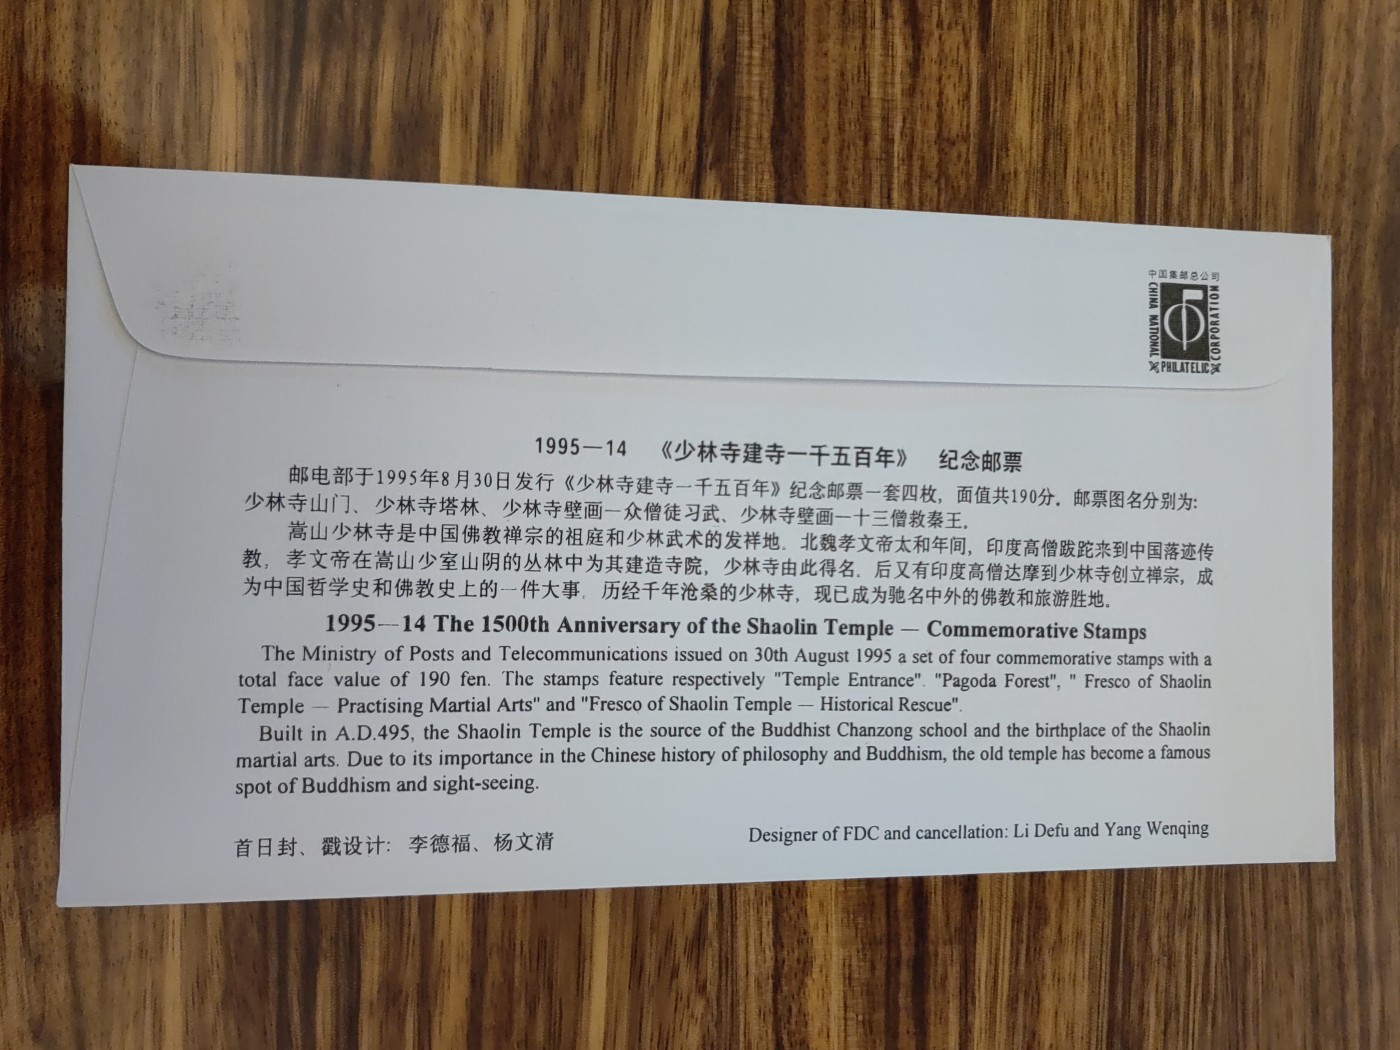 中国集邮总公司
CHINA NATIONAL
PHILATELIC
CORPORATION
1995—14 《少林寺建寺一千五百年》 纪念邮票
邮电部于1995年8月30日发行《少林寺建寺一千五百年》纪念邮票一套四枚，面值共190分。邮票图名分别为:
少林寺山门、少林寺塔林、少林寺壁画—众僧徒习武、少林寺壁画—十三僧救秦王。
嵩山少林寺是中国佛教禅宗的祖庭和少林武术的发祥地。北魏孝文帝太和年间，印度高僧跋跎来到中国落迹传
教，孝文帝在嵩山少室山阴的丛林中为其建造寺院，少林寺由此得名。后又有印度高僧达摩到少林寺创立禅宗，成
为中国哲学史和佛教史上的一件大事。历经千年沧桑的少林寺，现已成为驰名中外的佛教和旅游胜地。
1995—14 The 1500th Anniversary of the Shaolin Temple — Commemorative Stamps
The Ministry of Posts and Telecommunications issued on 30th August 1995 a set of four commemorative stamps with a
total face value of 190 fen. The stamps feature respectively "Temple Entrance". "Pagoda Forest", " Fresco of Shaolin
Temple — Practising Martial Arts" and "Fresco of Shaolin Temple — Historical Rescue".
Built in A.D.495, the Shaolin Temple is the source of the Buddhist Chanzong school and the birthplace of the Shaolin
martial arts. Due to its importance in the Chinese history of philosophy and Buddhism, the old temple has become a famous
spot of Buddhism and sight-seeing.
首日封、戳设计：李德福、杨文清
Designer of FDC and cancellation: Li Defu and Yang Wenqing